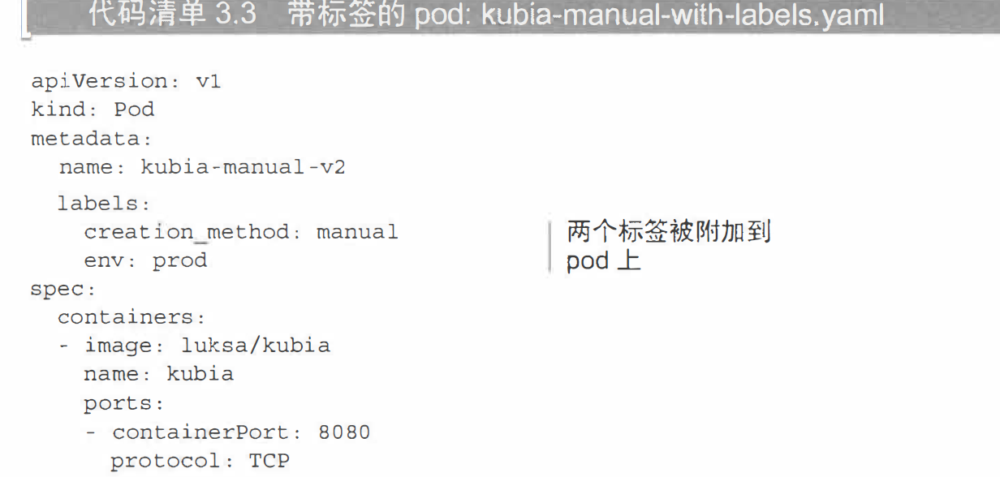 代码清单 3.3 带标签的 pod: kubia-manual-with-labels.yaml
apiVersion: v1
kind: Pod
metadata:
  name: kubia-manual-v2
  labels:
    creation_method: manual
    env: prod
两个标签被附加到
pod 上
spec:
  containers:
  - image: luksa/kubia
    name: kubia
    ports:
    - containerPort: 8080
      protocol: TCP